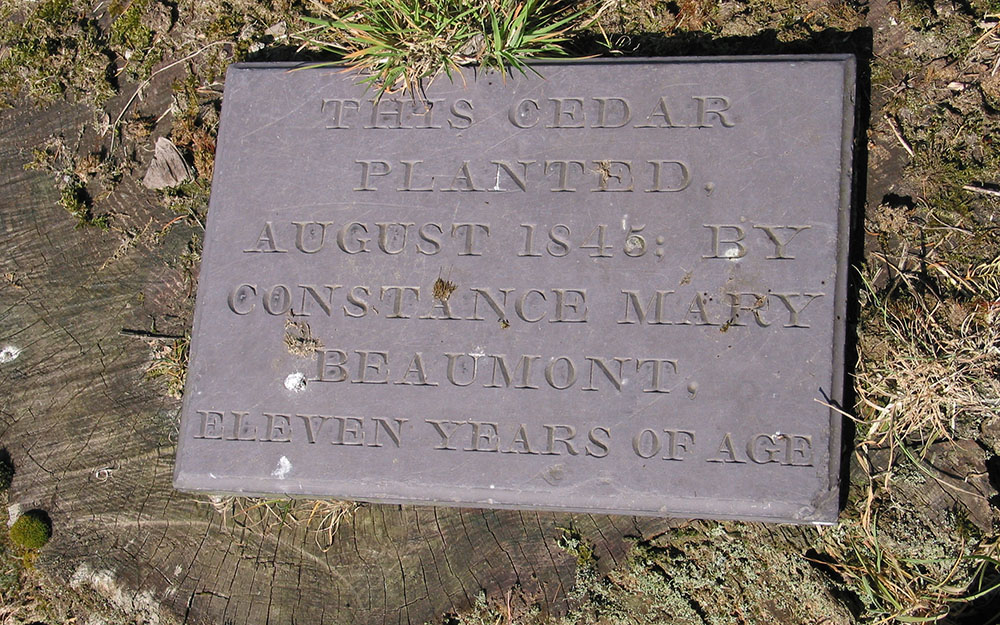 THIS CEDAR
PLANTED.
AUGUST 1845; BY
CONSTANCE MARY
BEAUMONT,
ELEVEN YEARS OF AGE